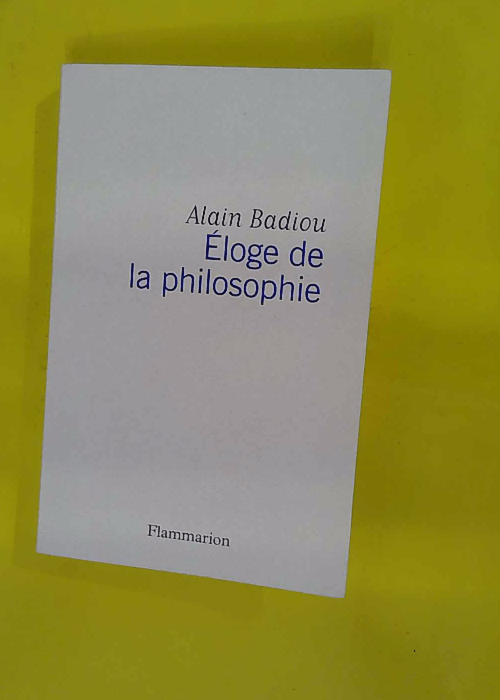 Alain Badiou
Éloge de
la philosophie
Flammarion